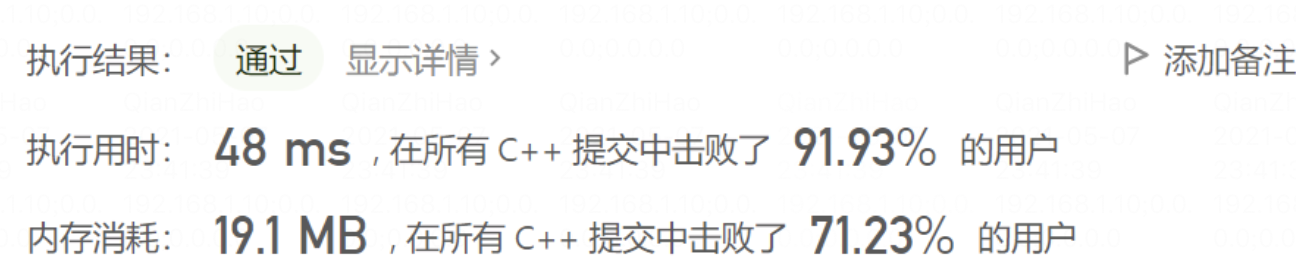 执行结果： 通过 显示详情 > 添加备注
执行用时： 48 ms , 在所有 C++ 提交中击败了 91.93% 的用户
内存消耗： 19.1 MB , 在所有 C++ 提交中击败了 71.23% 的用户